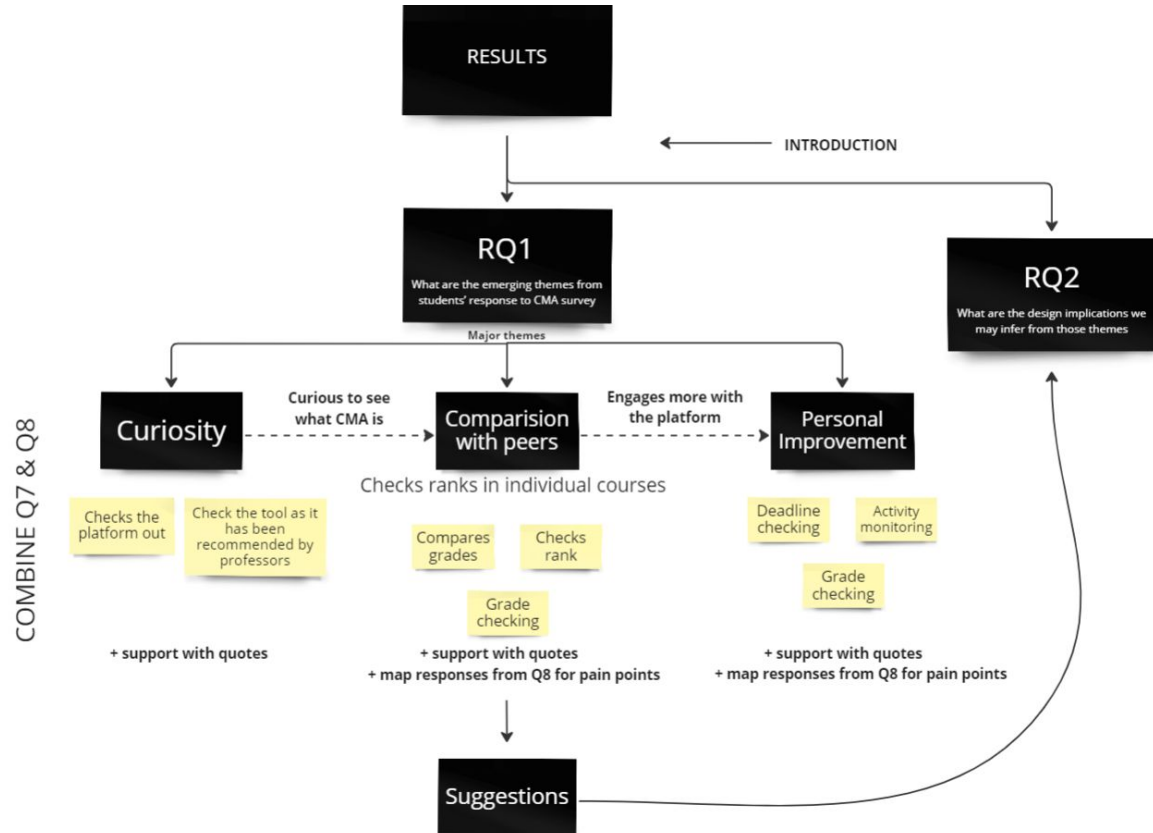 RESULTS
INTRODUCTION
RQ1
What are the emerging themes from
students' response to CMA survey
RQ2
What are the design implications we
may infer from those themes
Major themes
COMBINE Q7 & Q8
Curiosity
Curious to see
what CMA is
Comparision
with peers
Engages more with
the platform
Personal
Improvement
Checks the
platform out
Check the tool as it
has been
recommended by
professors
+ support with quotes
Checks ranks in individual courses
Compares
grades
Checks
rank
Grade
checking
+ support with quotes
+ map responses from Q8 for pain points
Deadline
checking
Activity
monitoring
Grade
checking
+ support with quotes
+ map responses from Q8 for pain points
Suggestions